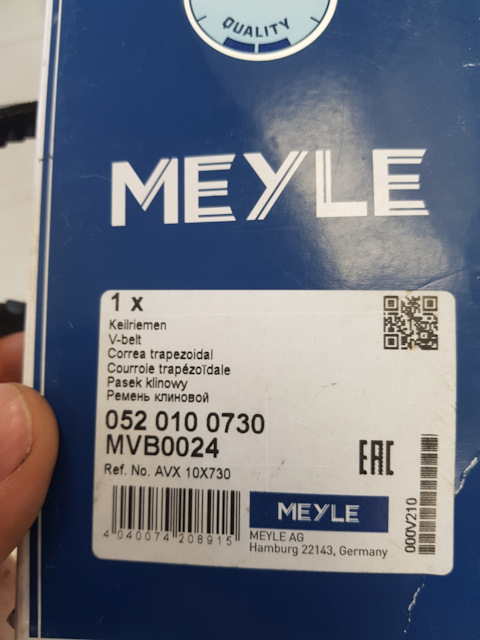 QUALITY
MEYLE
1 x
Keilriemen
V-belt
Correa trapezoidal
Courroie trapézoïdale
Pasek klinowy
Ремень клиновой
052 010 0730
MVB0024
Ref. No. AVX 10X730
EAC
MEYLE
4 040074 208915
MEYLE AG
Hamburg 22143, Germany
000V210